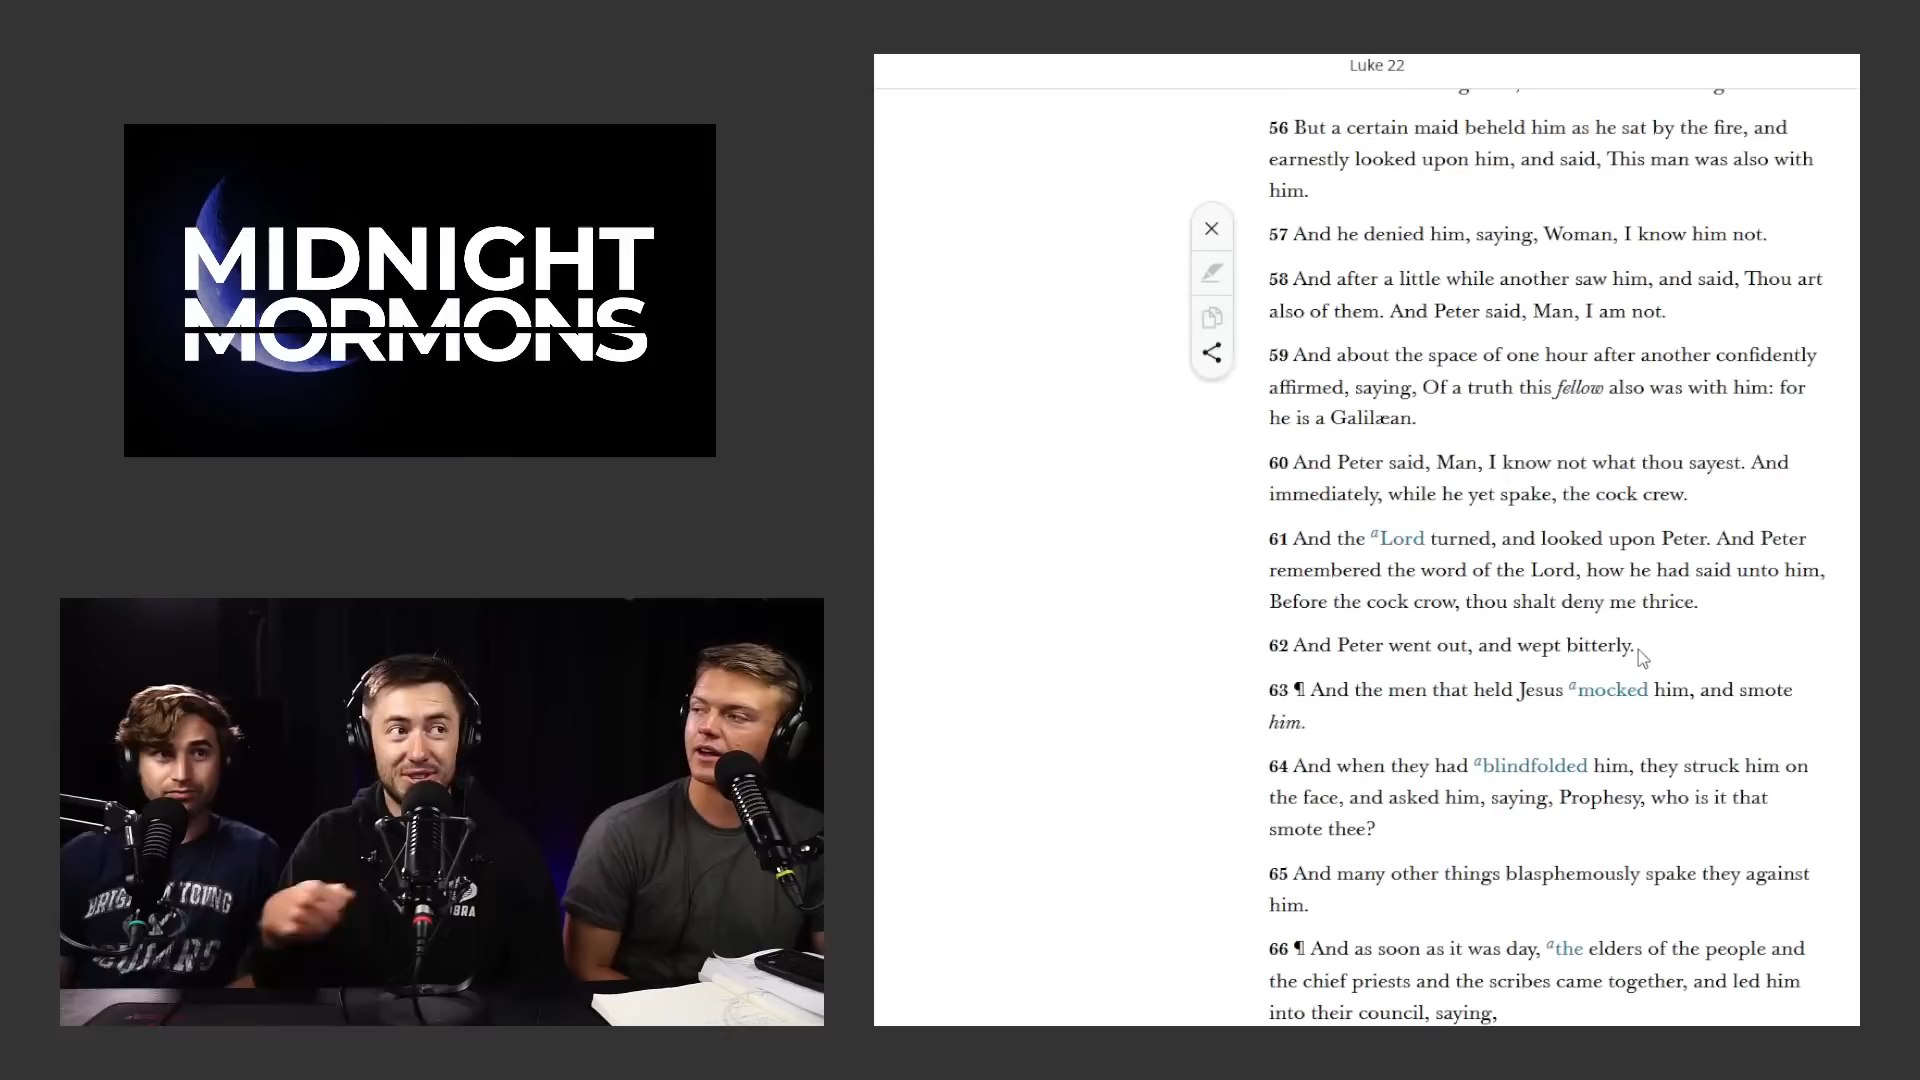 MIDNIGHT
MORMONS
Luke 22
56 But a certain maid beheld him as he sat by the fire, and
earnestly looked upon him, and said, This man was also with
him.
57 And he denied him, saying, Woman, I know him not.
58 And after a little while another saw him, and said, Thou art
also of them. And Peter said, Man, I am not.
59 And about the space of one hour after another confidently
affirmed, saying, Of a truth this fellow also was with him: for
he is a Galilæan.
60 And Peter said, Man, I know not what thou sayest. And
immediately, while he yet spake, the cock crew.
61 And the aLord turned, and looked upon Peter. And Peter
remembered the word of the Lord, how he had said unto him,
Before the cock crow, thou shalt deny me thrice.
62 And Peter went out, and wept bitterly.
63 ¶ And the men that held Jesus amocked him, and smote
him.
64 And when they had ablindfolded him, they struck him on
the face, and asked him, saying, Prophesy, who is it that
smote thee?
65 And many other things blasphemously spake they against
him.
66 ¶ And as soon as it was day, athe elders of the people and
the chief priests and the scribes came together, and led him
into their council, saying,
YOUNG